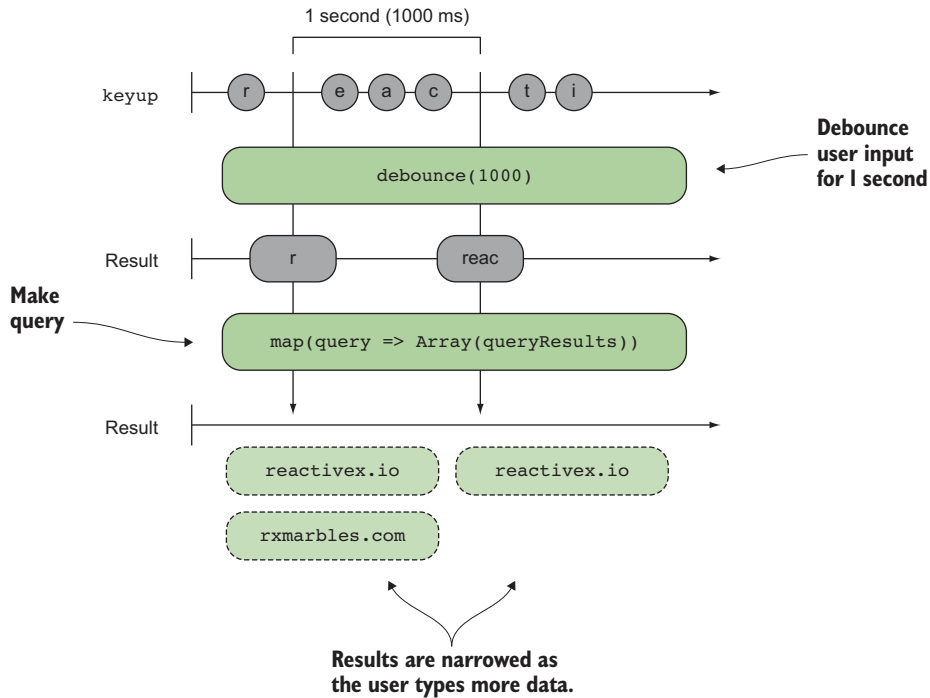 1 second (1000 ms)
keyup
r
e
a
c
t
i
debounce(1000)
Debounce
user input
for 1 second
Result
r
reac
Make
query
map(query => Array(queryResults))
Result
reactivex.io
reactivex.io
rxmarbles.com
Results are narrowed as
the user types more data.